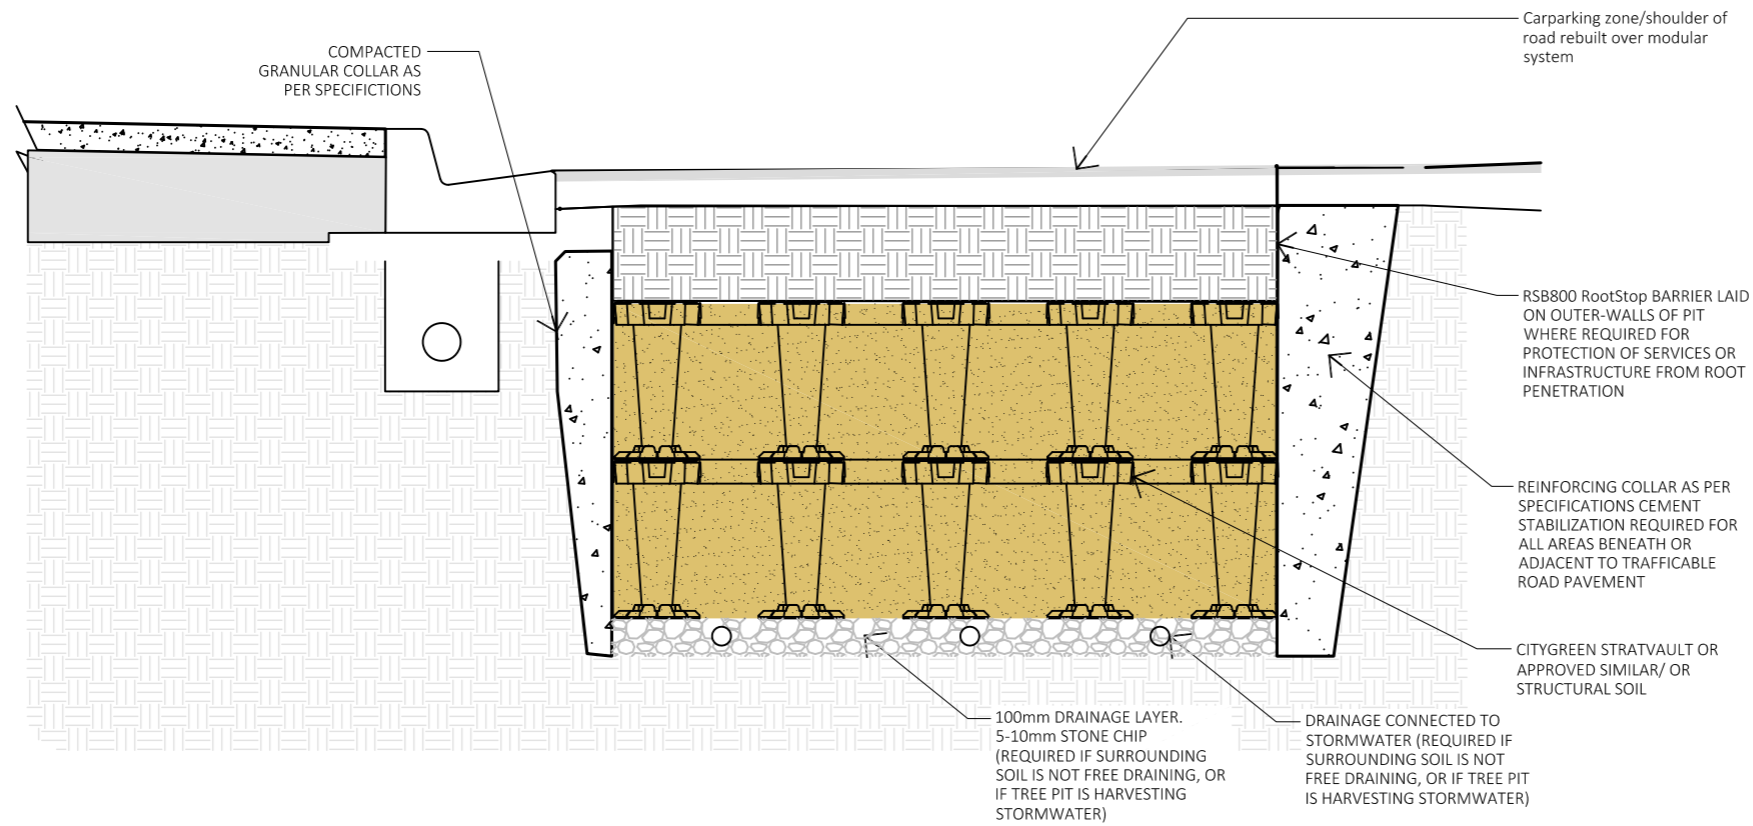 COMPACTED
GRANULAR COLLAR AS
PER SPECIFICTIONS
Carparking zone/shoulder of
road rebuilt over modular
system
RSB800 RootStop BARRIER LAID
ON OUTER-WALLS OF PIT
WHERE REQUIRED FOR
PROTECTION OF SERVICES OR
INFRASTRUCTURE FROM ROOT
PENETRATION
REINFORCING COLLAR AS PER
SPECIFICATIONS CEMENT
STABILIZATION REQUIRED FOR
ALL AREAS BENEATH OR
ADJACENT TO TRAFFICABLE
ROAD PAVEMENT
CITYGREEN STRATVAULT OR
APPROVED SIMILAR/ OR
STRUCTURAL SOIL
100mm DRAINAGE LAYER.
5-10mm STONE CHIP
(REQUIRED IF SURROUNDING
SOIL IS NOT FREE DRAINING, OR
IF TREE PIT IS HARVESTING
STORMWATER)
DRAINAGE CONNECTED TO
STORMWATER (REQUIRED IF
SURROUNDING SOIL IS NOT
FREE DRAINING, OR IF TREE PIT
IS HARVESTING STORMWATER)